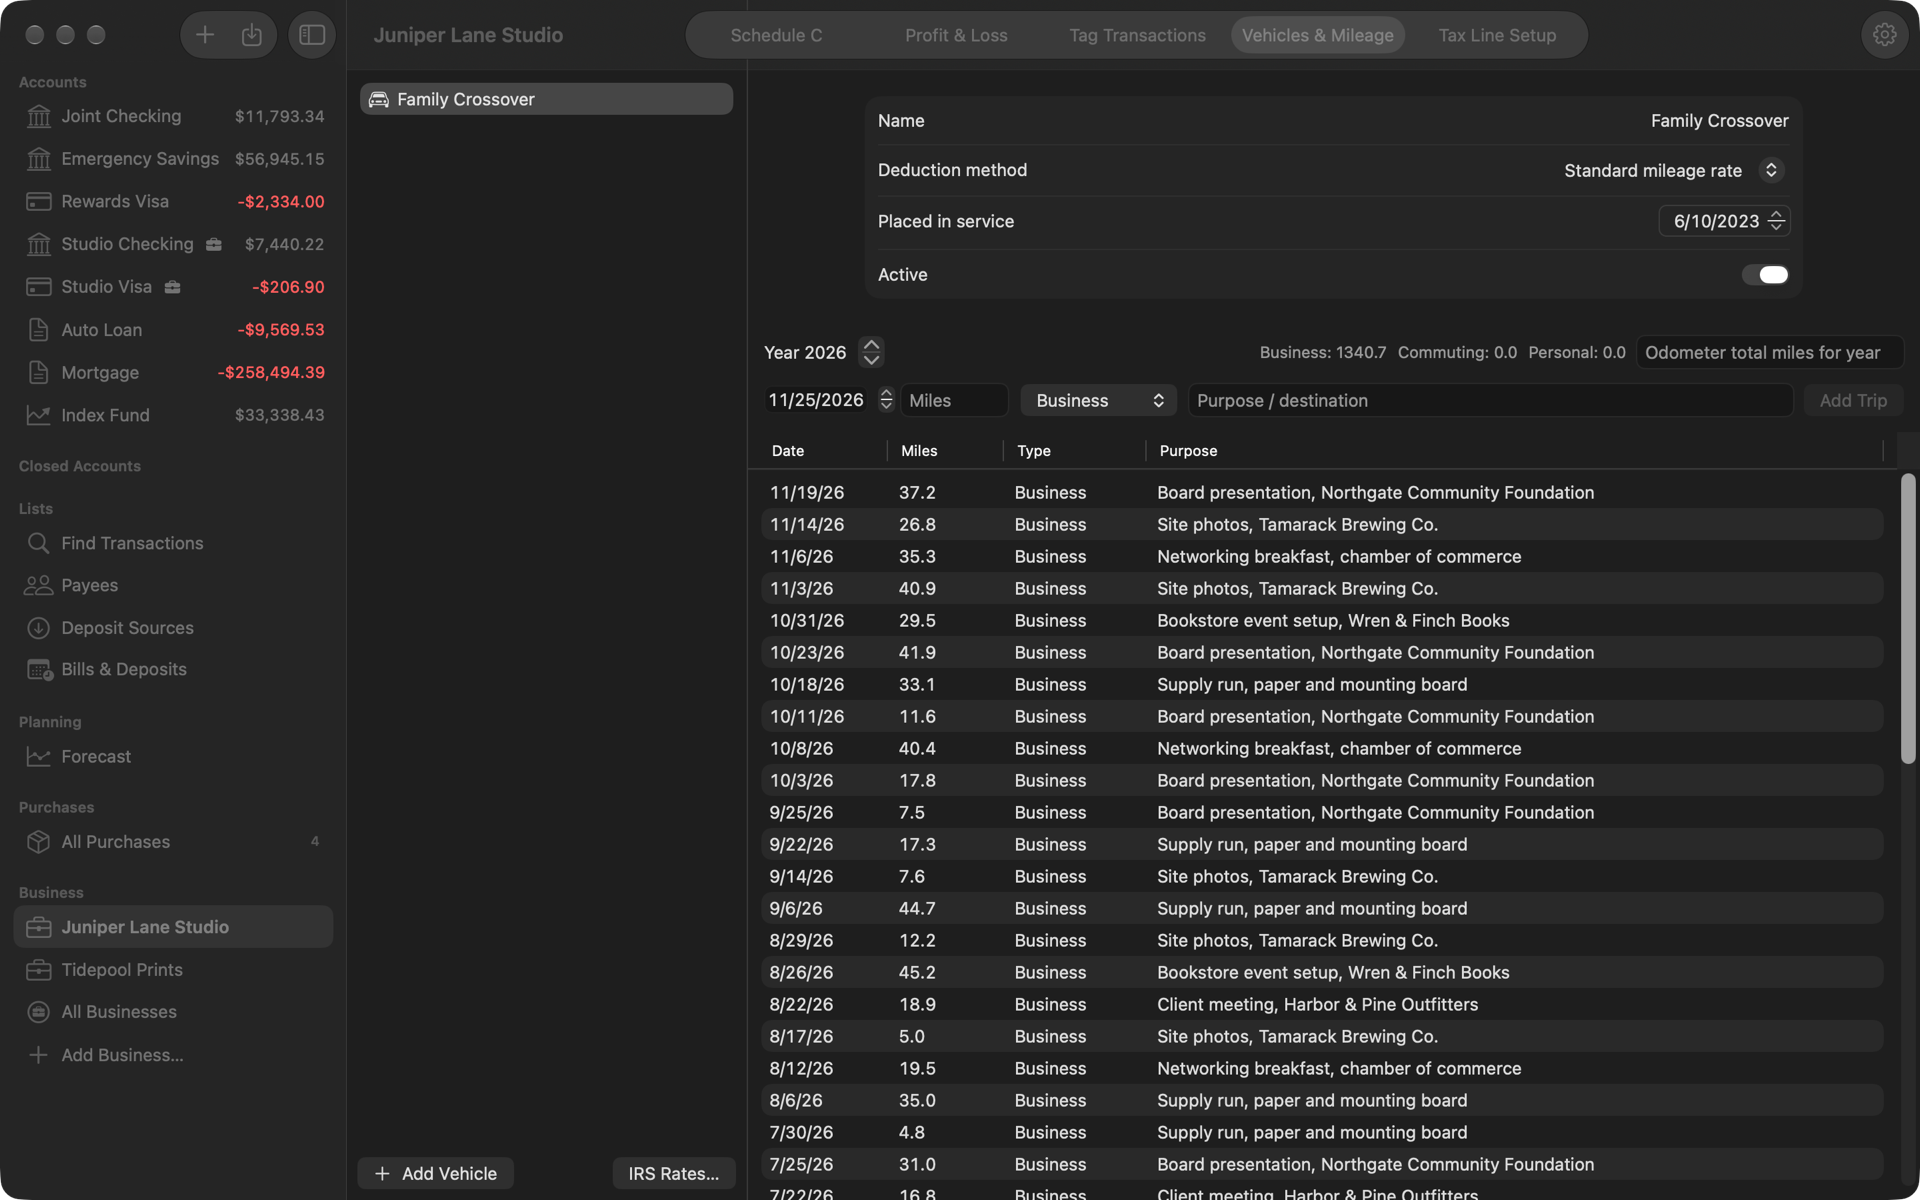 Juniper Lane Studio
Schedule C
Profit & Loss
Tag Transactions
Vehicles & Mileage
Tax Line Setup
Accounts
Joint Checking $11,793.34
Emergency Savings $56,945.15
Rewards Visa -$2,334.00
Studio Checking $7,440.22
Studio Visa -$206.90
Auto Loan -$9,569.53
Mortgage -$258,494.39
Index Fund $33,338.43
Closed Accounts
Lists
Find Transactions
Payees
Deposit Sources
Bills & Deposits
Planning
Forecast
Purchases
All Purchases 4
Business
Juniper Lane Studio
Tidepool Prints
All Businesses
Add Business...
Family Crossover
Add Vehicle
IRS Rates...
Name Family Crossover
Deduction method Standard mileage rate
Placed in service 6/10/2023
Active
Year 2026 Business: 1340.7 Commuting: 0.0 Personal: 0.0 Odometer total miles for year
11/25/2026 Miles Business Purpose / destination Add Trip
Date Miles Type Purpose
11/19/26 37.2 Business Board presentation, Northgate Community Foundation
11/14/26 26.8 Business Site photos, Tamarack Brewing Co.
11/6/26 35.3 Business Networking breakfast, chamber of commerce
11/3/26 40.9 Business Site photos, Tamarack Brewing Co.
10/31/26 29.5 Business Bookstore event setup, Wren & Finch Books
10/23/26 41.9 Business Board presentation, Northgate Community Foundation
10/18/26 33.1 Business Supply run, paper and mounting board
10/11/26 11.6 Business Board presentation, Northgate Community Foundation
10/8/26 40.4 Business Networking breakfast, chamber of commerce
10/3/26 17.8 Business Board presentation, Northgate Community Foundation
9/25/26 7.5 Business Board presentation, Northgate Community Foundation
9/22/26 17.3 Business Supply run, paper and mounting board
9/14/26 7.6 Business Site photos, Tamarack Brewing Co.
9/6/26 44.7 Business Supply run, paper and mounting board
8/29/26 12.2 Business Site photos, Tamarack Brewing Co.
8/26/26 45.2 Business Bookstore event setup, Wren & Finch Books
8/22/26 18.9 Business Client meeting, Harbor & Pine Outfitters
8/17/26 5.0 Business Site photos, Tamarack Brewing Co.
8/12/26 19.5 Business Networking breakfast, chamber of commerce
8/6/26 35.0 Business Supply run, paper and mounting board
7/30/26 4.8 Business Supply run, paper and mounting board
7/25/26 31.0 Business Board presentation, Northgate Community Foundation
7/22/26 16.8 Business Client meeting, Harbor & Pine Outfitters